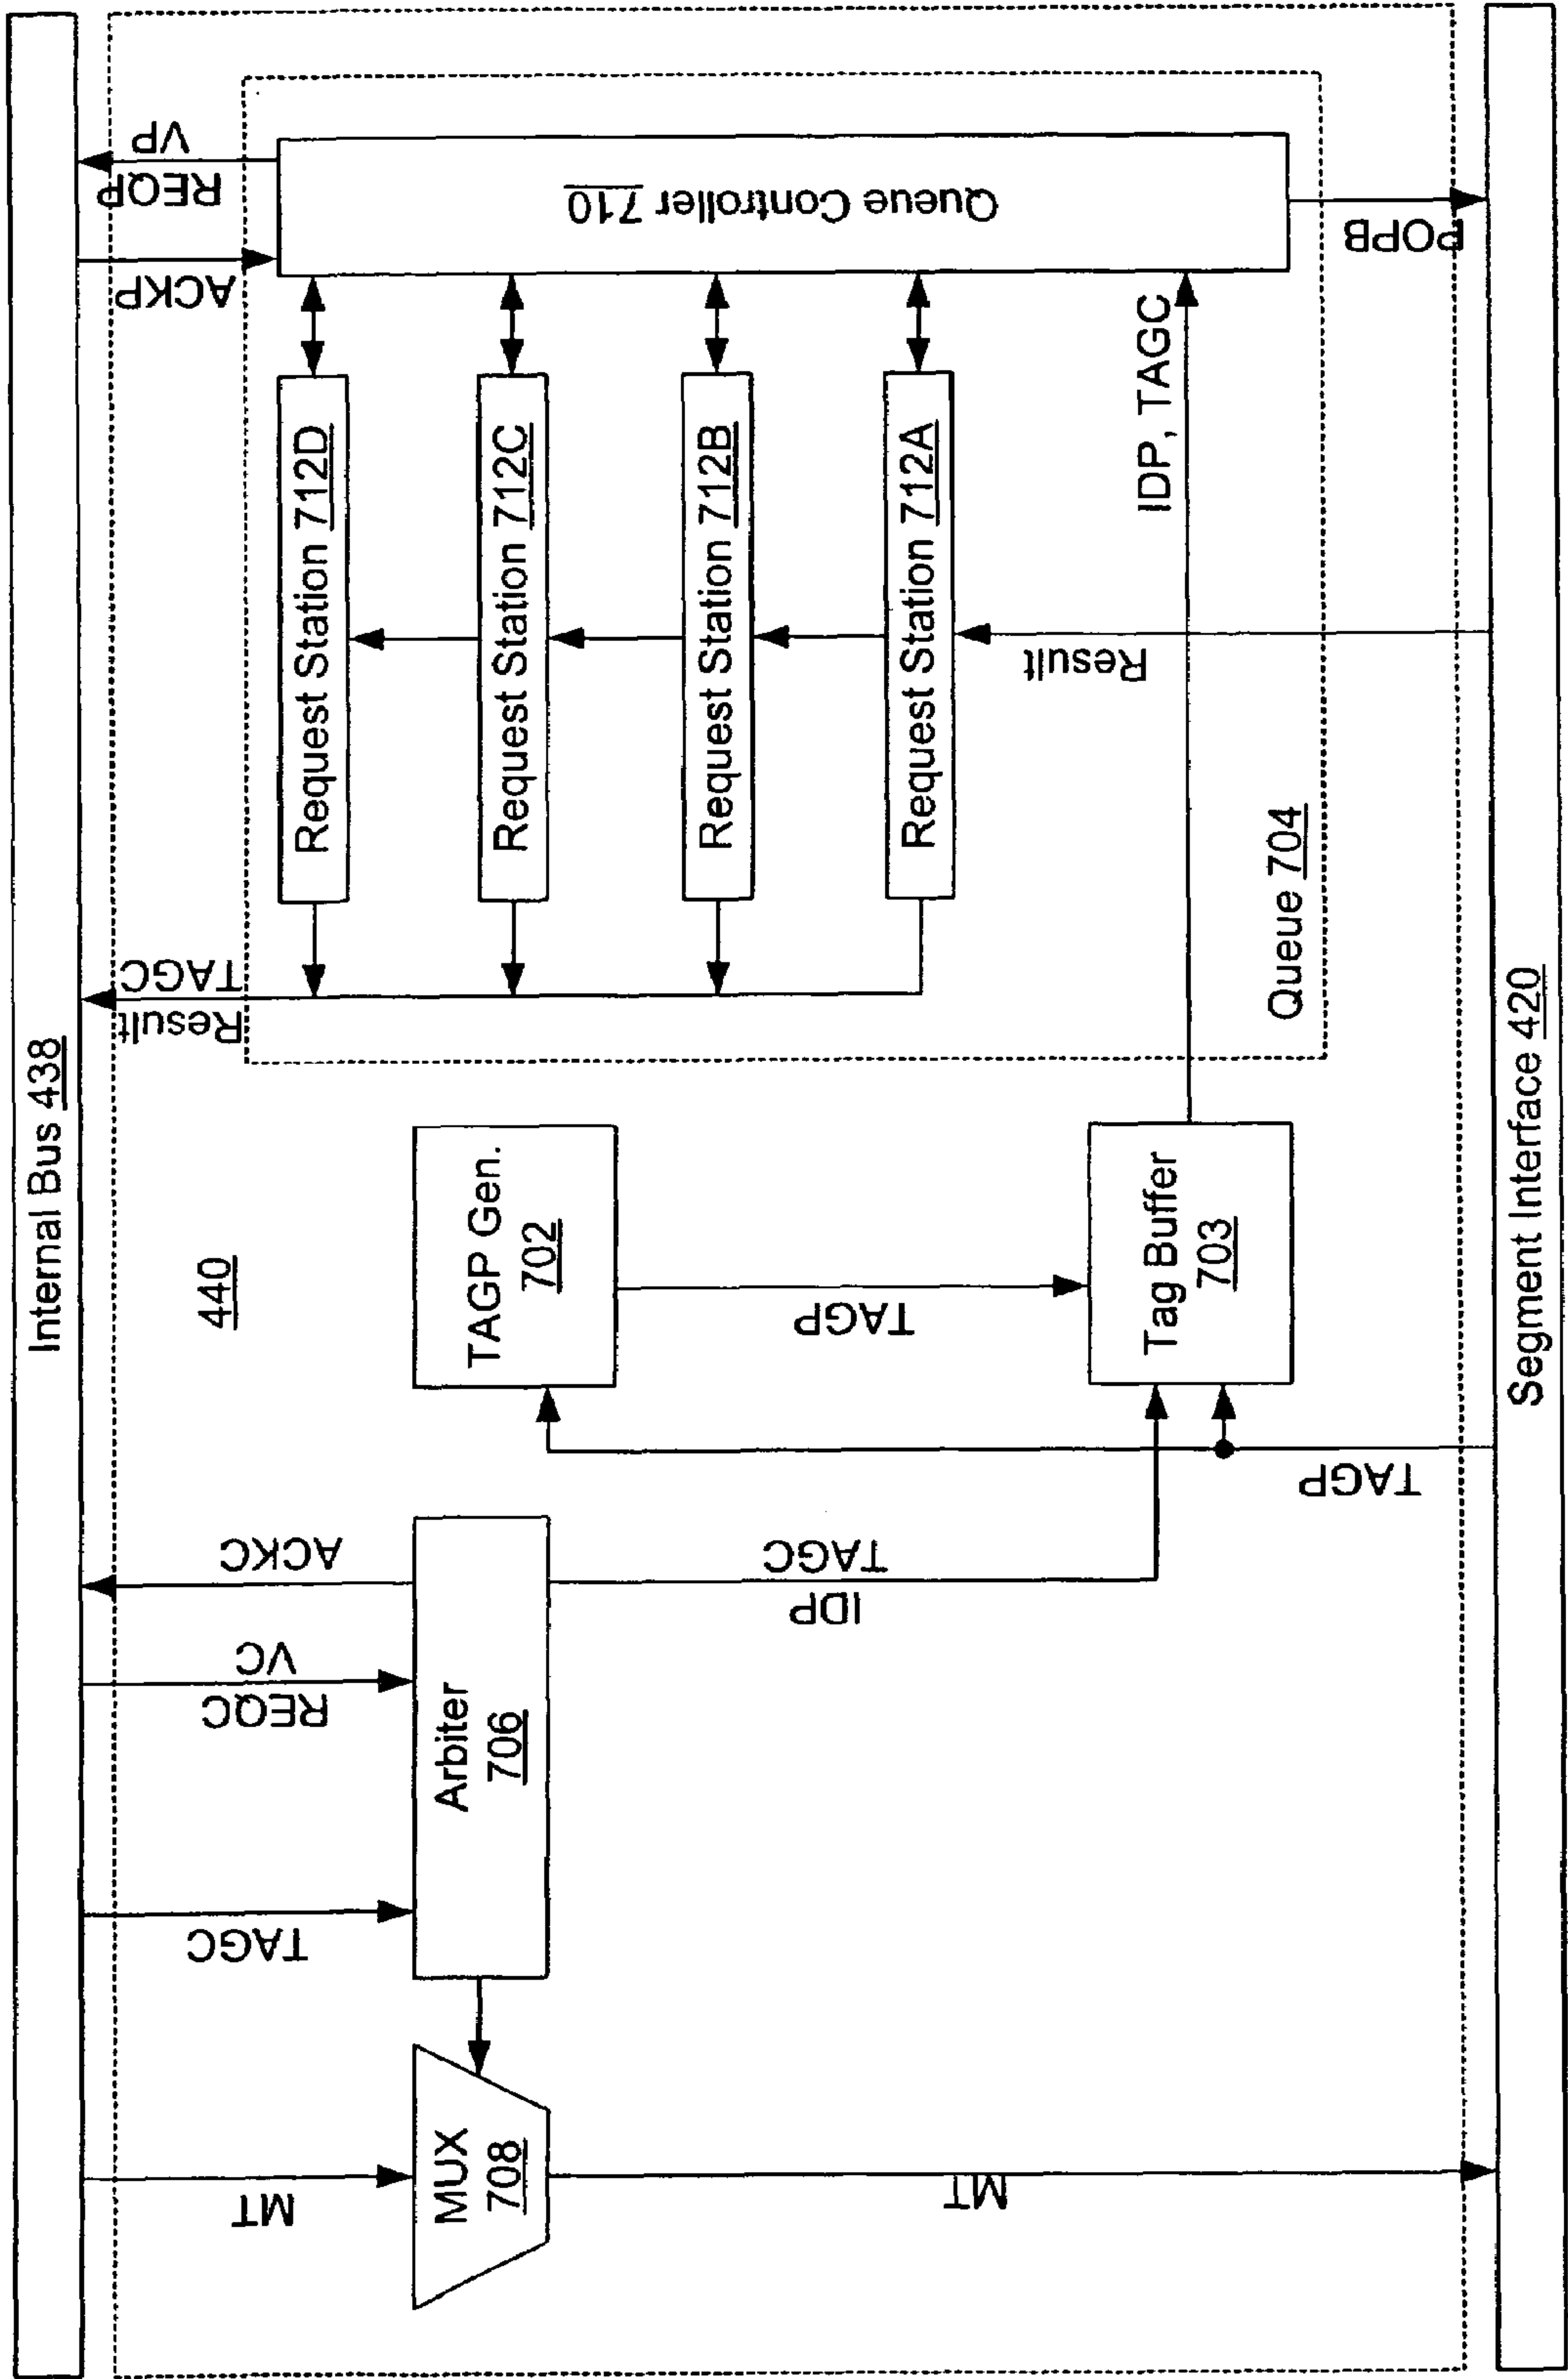 Internal Bus 438
440
MT
TAGC
REQC
VC
ACKC
Result
TAGC
ACKP
REQP
VP
MUX
708
Arbiter
706
TAGP Gen.
702
Request Station 712D
Request Station 712C
Request Station 712B
Request Station 712A
Queue Controller 710
MT
IDP
TAGC
TAGP
Tag Buffer
703
Result
IDP, TAGC
Queue 704
TAGP
POPB
Segment Interface 420